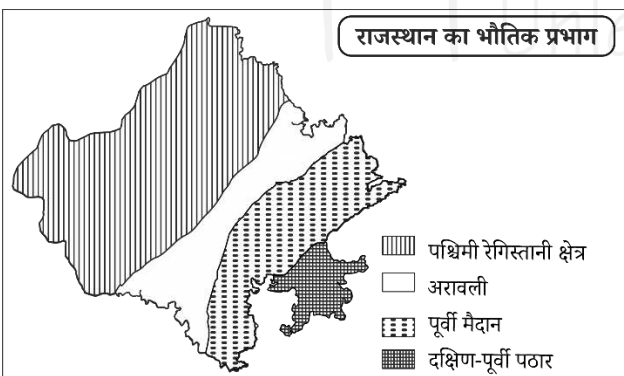 राजस्थान का भौतिक प्रभाग
पश्चिमी रेगिस्तानी क्षेत्र
अरावली
पूर्वी मैदान
दक्षिण-पूर्वी पठार